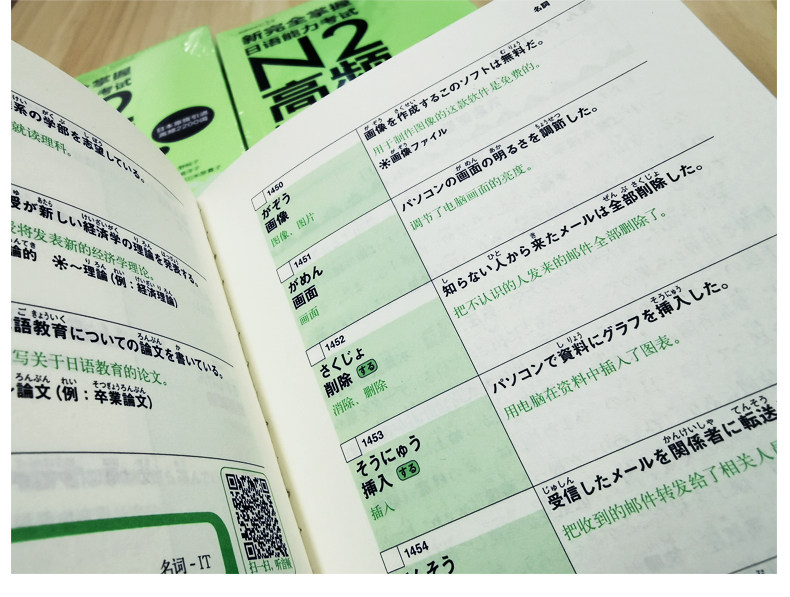 新完全掌握
日语能力考试
N2
高频
掌握
考试
名詞
系の学部を志望している。
就读理科。
が新しい経済学の理論を発表する。
将发表新的经济学理论。
論的 ※～理論(例:経済理論)
語教育についての論文を書いている。
写关于日语教育的论文。
論文(例:卒業論文)
扫一扫,听音频
名词-IT
1450
がぞう
画像
图像、图片
画像を作成するこのソフトは無料だ。
用于制作图像的这款软件是免费的。
※画像ファイル
1451
がめん
画面
画面
パソコンの画面の明るさを調節した。
调节了电脑画面的亮度。
1452
さくじょ
削除 する
消除、删除
知らない人から来たメールは全部削除した。
把不认识的人发来的邮件全部删除了。
1453
そうにゅう
挿入 する
插入
パソコンで資料にグラフを挿入した。
用电脑在资料中插入了图表。
1454
受信したメールを関係者に転送
把收到的邮件转发给了相关人